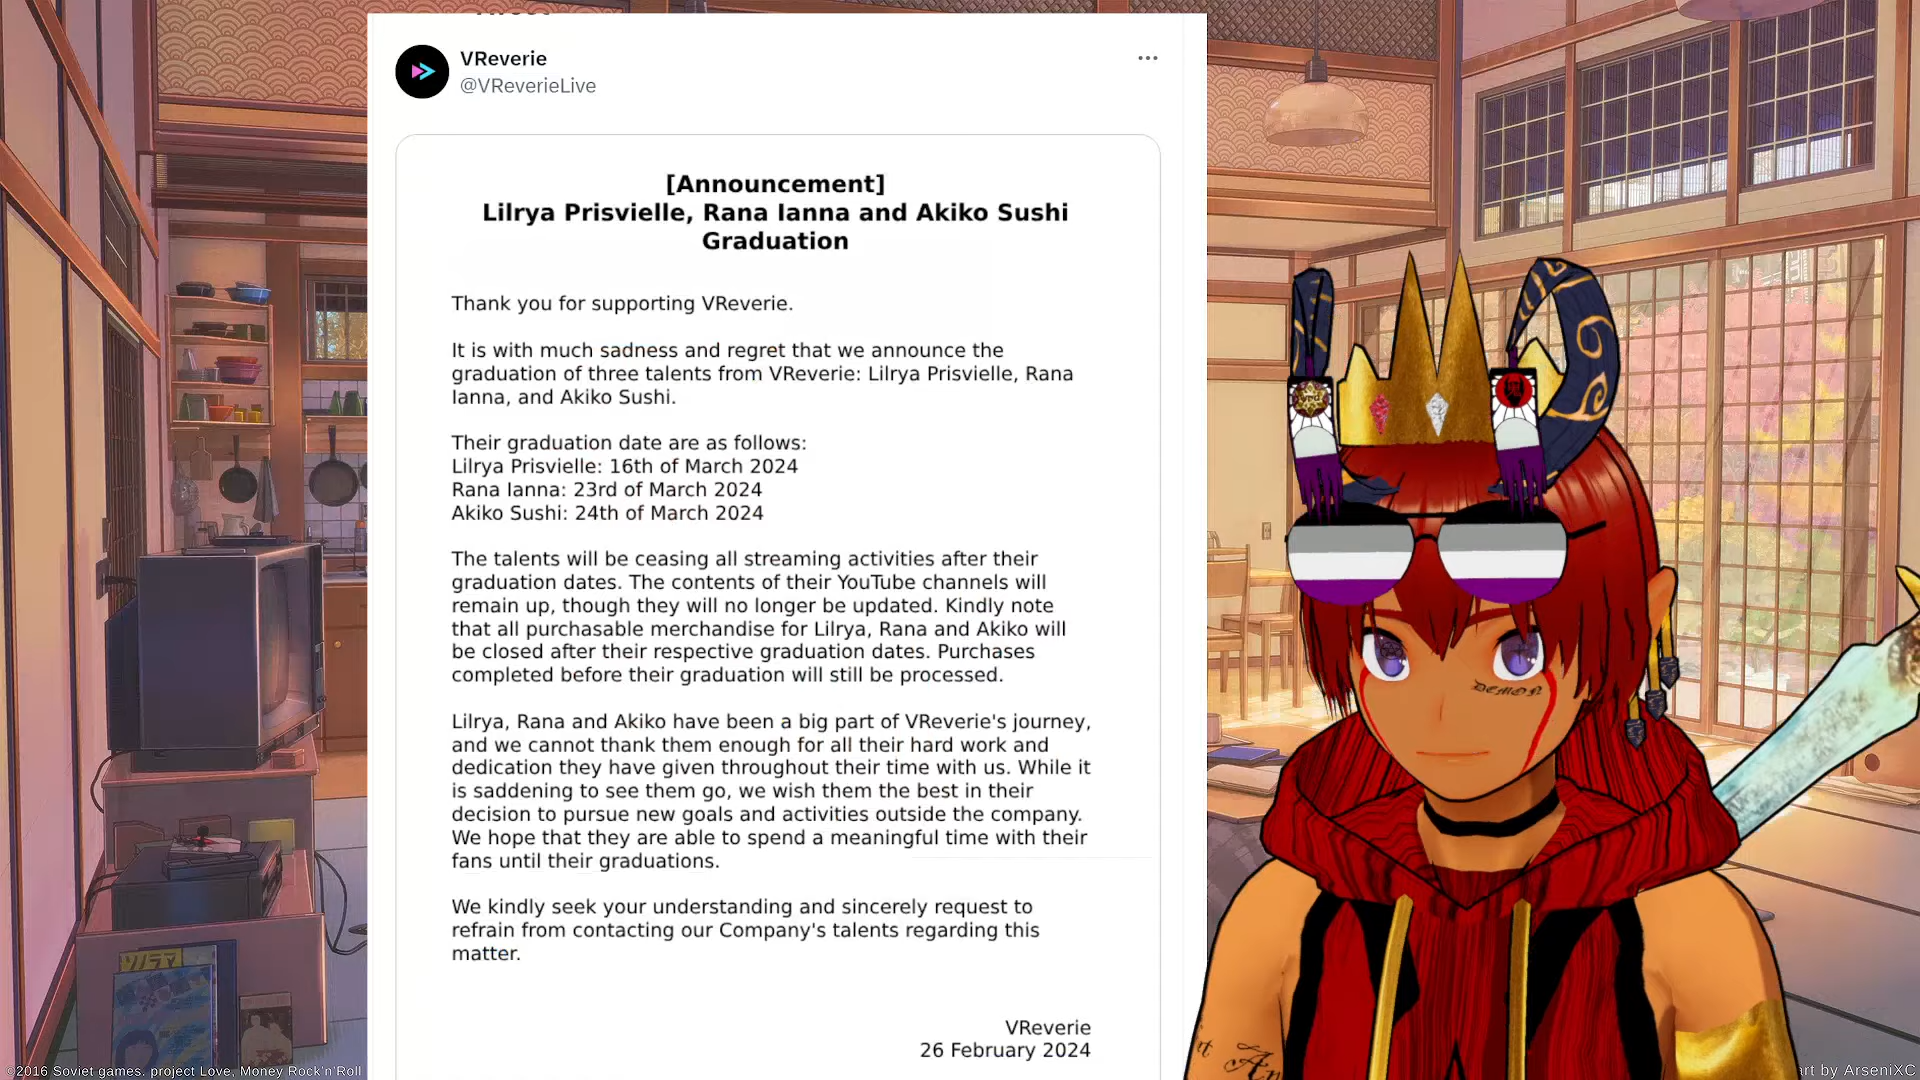 VReverie
@VReverieLive
[Announcement]
Lilrya Prisvielle, Rana Ianna and Akiko Sushi
Graduation
Thank you for supporting VReverie.
It is with much sadness and regret that we announce the
graduation of three talents from VReverie: Lilrya Prisvielle, Rana
Ianna, and Akiko Sushi.
Their graduation date are as follows:
Lilrya Prisvielle: 16th of March 2024
Rana Ianna: 23rd of March 2024
Akiko Sushi: 24th of March 2024
The talents will be ceasing all streaming activities after their
graduation dates. The contents of their YouTube channels will
remain up, though they will no longer be updated. Kindly note
that all purchasable merchandise for Lilrya, Rana and Akiko will
be closed after their respective graduation dates. Purchases
completed before their graduation will still be processed.
Lilrya, Rana and Akiko have been a big part of VReverie's journey,
and we cannot thank them enough for all their hard work and
dedication they have given throughout their time with us. While it
is saddening to see them go, we wish them the best in their
decision to pursue new goals and activities outside the company.
We hope that they are able to spend a meaningful time with their
fans until their graduations.
We kindly seek your understanding and sincerely request to
refrain from contacting our Company's talents regarding this
matter.
VReverie
26 February 2024
DEMON
©2016 Soviet games. project Love, Money Rock'n'Roll
art by ArseniXC